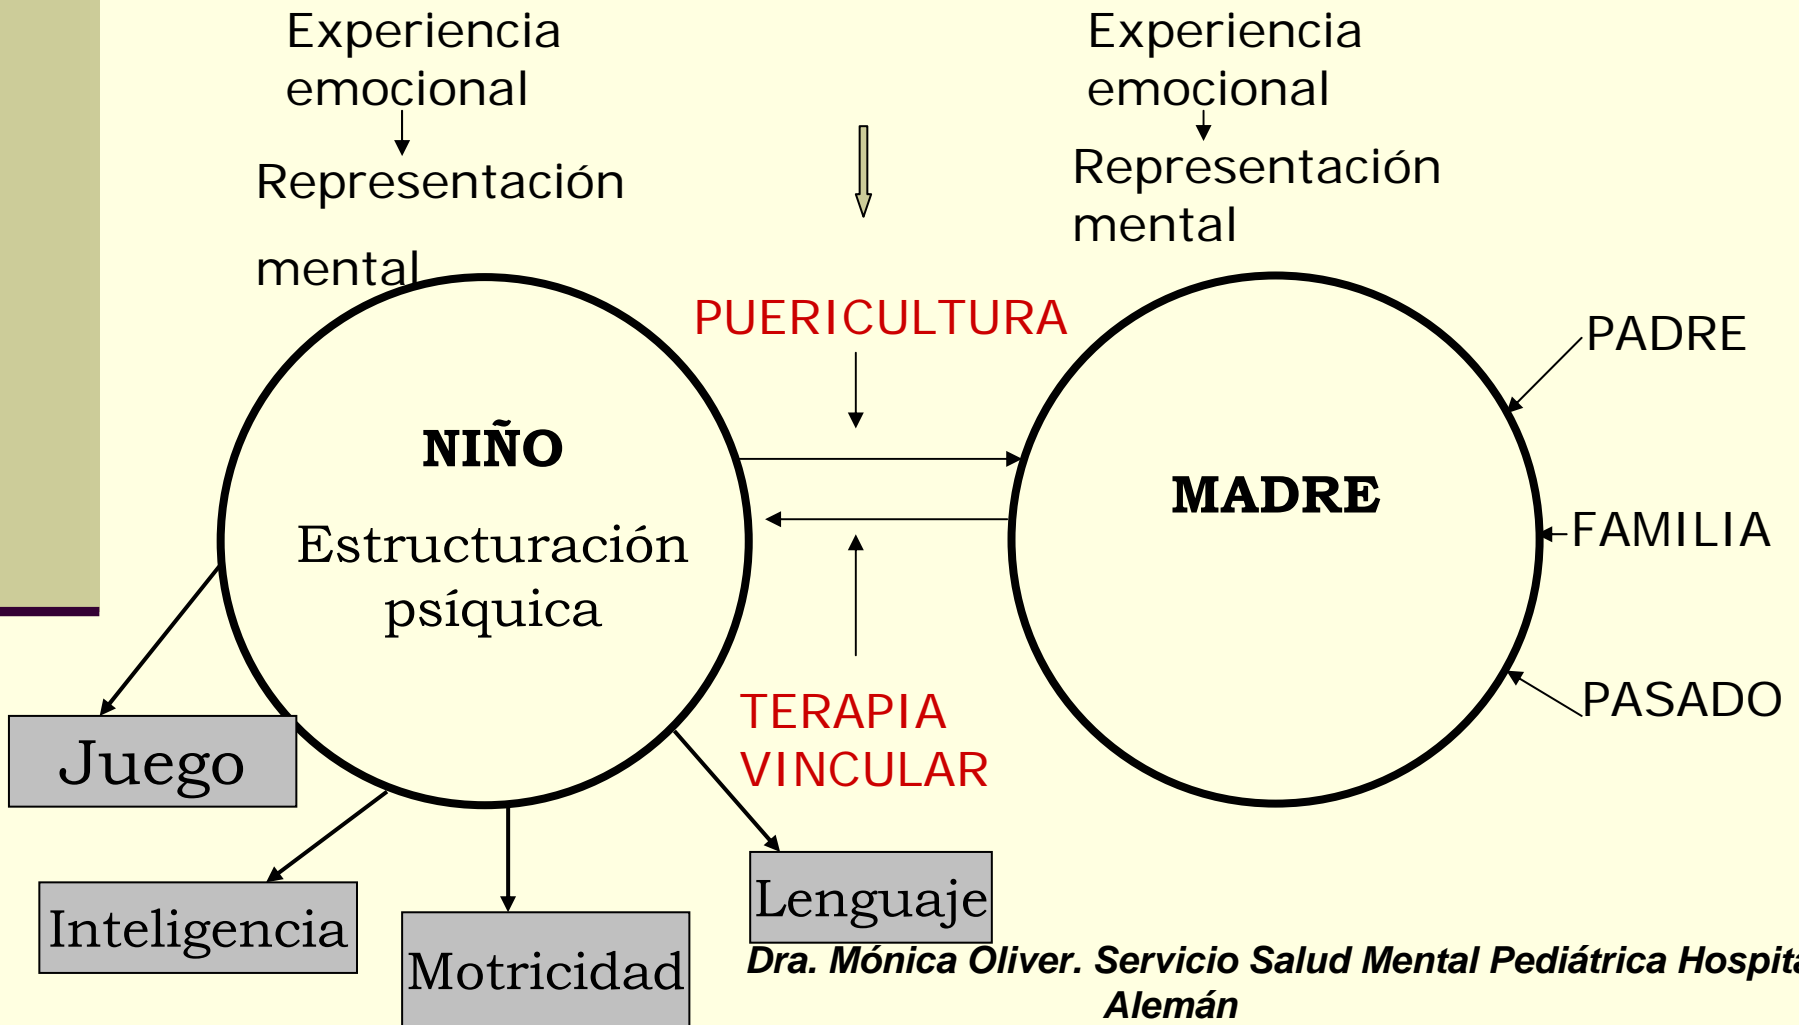 Experiencia
emocional
Representación
mental
Experiencia
emocional
Representación
mental
PUERICULTURA
PADRE
NIÑO
Estructuración
psíquica
MADRE
FAMILIA
PASADO
TERAPIA
VINCULAR
Juego
Inteligencia
Motricidad
Lenguaje
Dra. Mónica Oliver. Servicio Salud Mental Pediátrica Hospita
Alemán